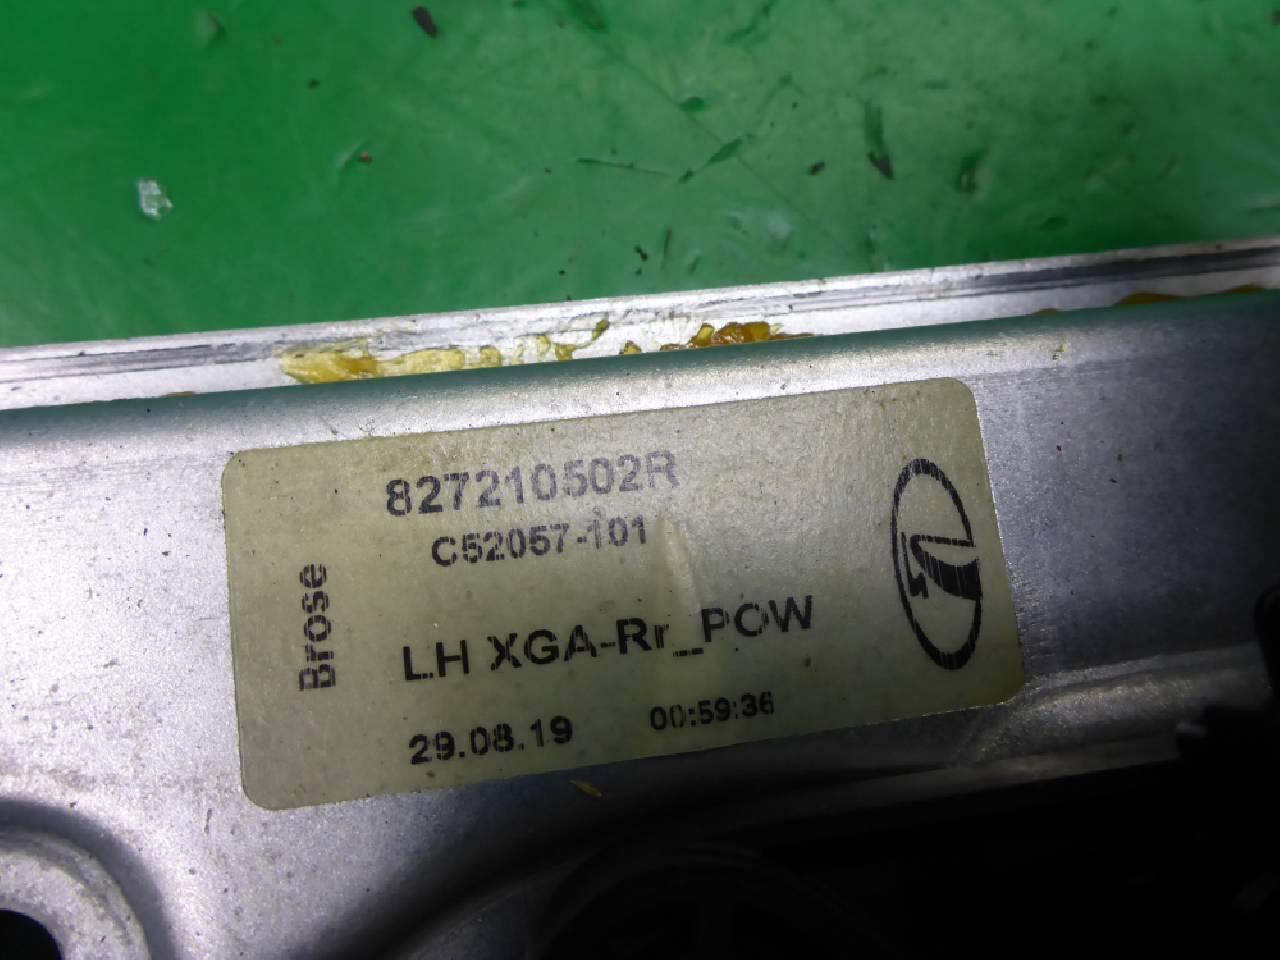 827210502R
C52057-101
Brose
LH XGA-Rr_POW
29.08.19 00:59:36